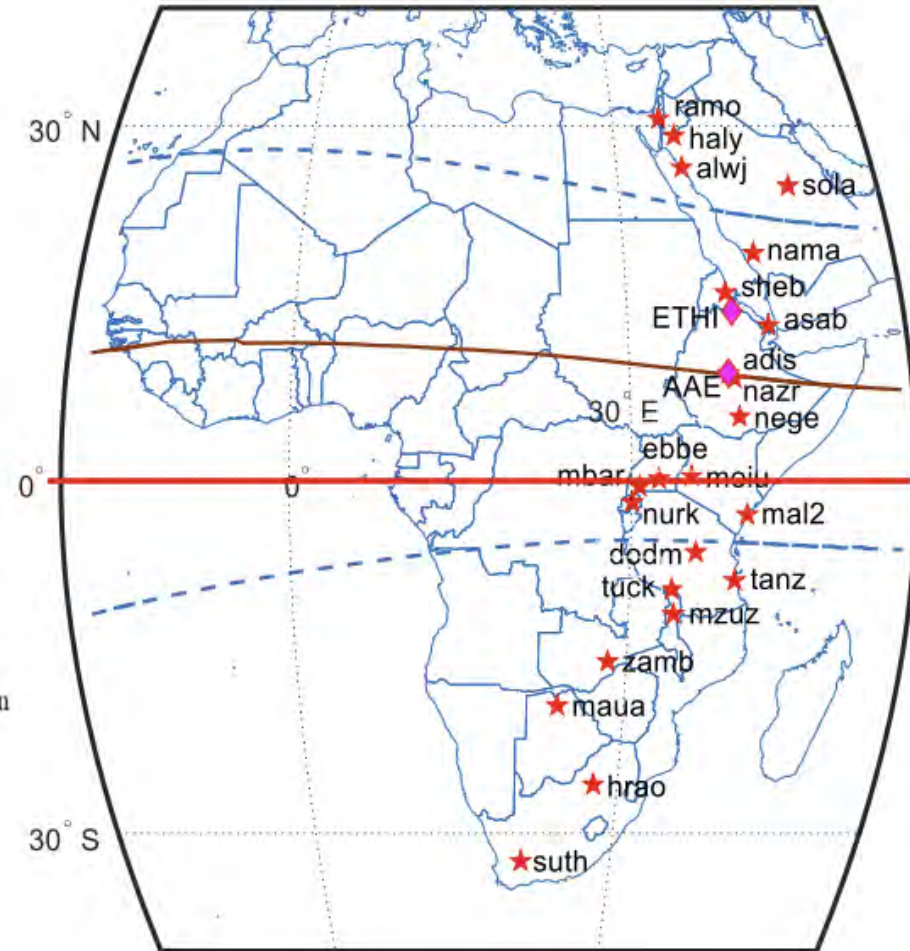 30° N
ramo
haly
alwj
sola
nama
sheb
ETHI
asab
adis
AAE
nazr
30° E
nege
ebbe
mbar
moiu
0°
0°
nurk
mal2
dodm
tuck
tanz
mzuz
zamb
n
maua
hrao
30° S
suth